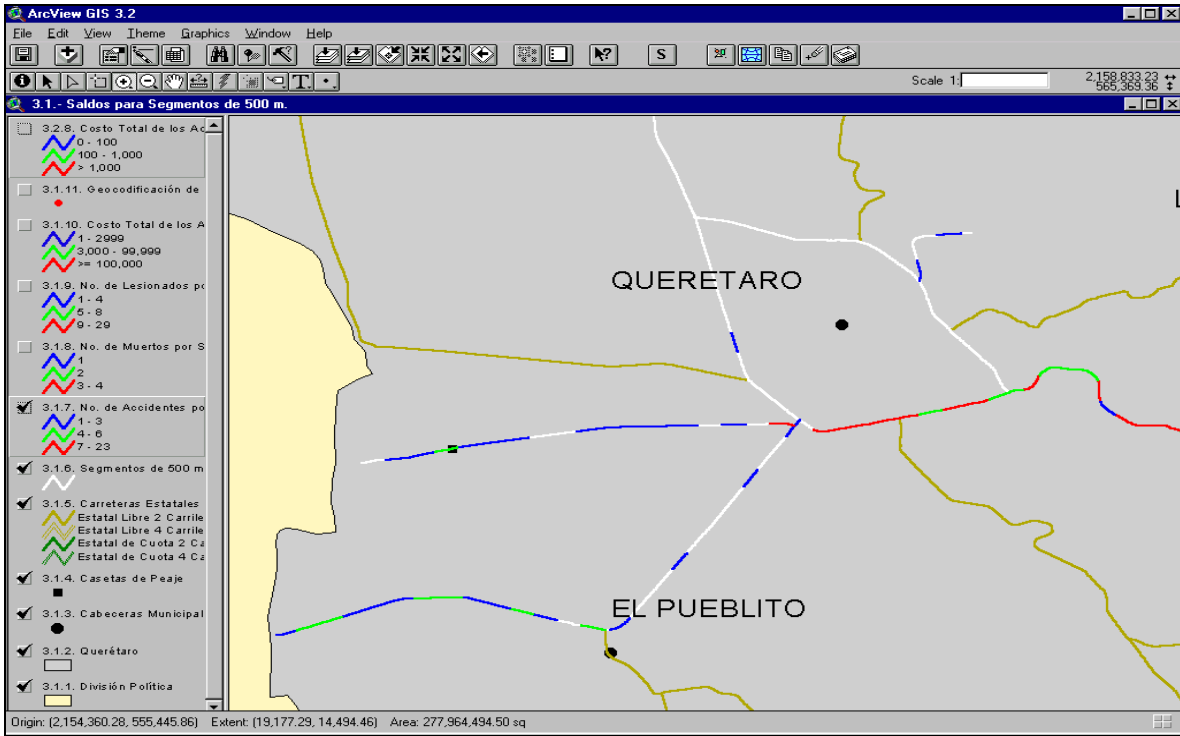 ArcView GIS 3.2
File Edit View Theme Graphics Window Help
S
T
Scale 1:
2,158,833.23
565,369.36
3.1.- Saldos para Segmentos de 500 m.
3.2.8. Costo Total de los Ac
0 - 100
100 - 1,000
> 1,000
3.1.11. Geocodificación de
3.1.10. Costo Total de los A
1 - 2999
3,000 - 99,999
>= 100,000
3.1.9. No. de Lesionados po
1 - 4
5 - 8
9 - 29
3.1.8. No. de Muertos por S
1
2
3 - 4
3.1.7. No. de Accidentes po
1 - 3
4 - 6
7 - 23
3.1.6. Segmentos de 500 m
3.1.5. Carreteras Estatales
Estatal Libre 2 Carrile
Estatal Libre 4 Carrile
Estatal de Cuota 2 Ca
Estatal de Cuota 4 Ca
3.1.4. Casetas de Peaje
3.1.3. Cabeceras Municipal
3.1.2. Querétaro
3.1.1. División Política
QUERETARO
EL PUEBLITO
Origin: (2,154,360.28, 555,445.86) Extent: (19,177.29, 14,494.46) Area: 277,964,494.50 sq